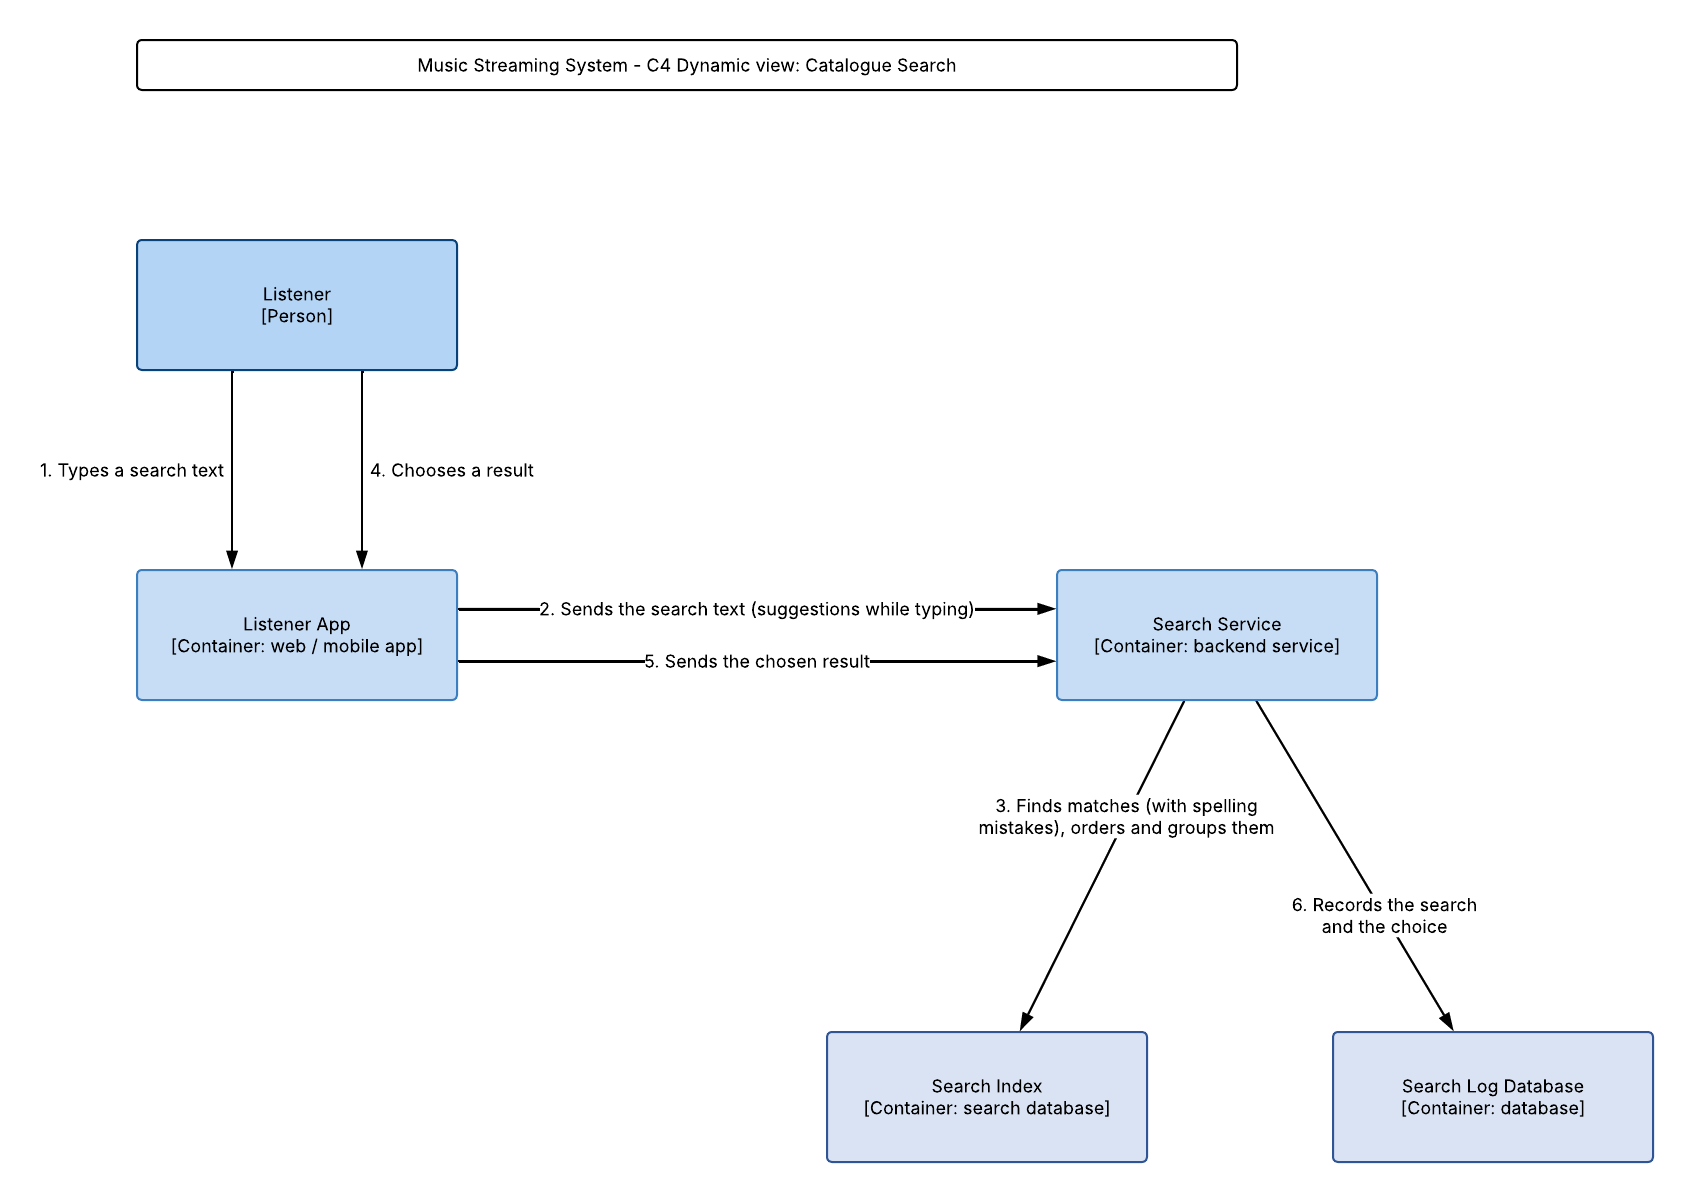 Music Streaming System - C4 Dynamic view: Catalogue Search
Listener
[Person]
1. Types a search text
4. Chooses a result
Listener App
[Container: web / mobile app]
2. Sends the search text (suggestions while typing)
5. Sends the chosen result
Search Service
[Container: backend service]
3. Finds matches (with spelling
mistakes), orders and groups them
6. Records the search
and the choice
Search Index
[Container: search database]
Search Log Database
[Container: database]